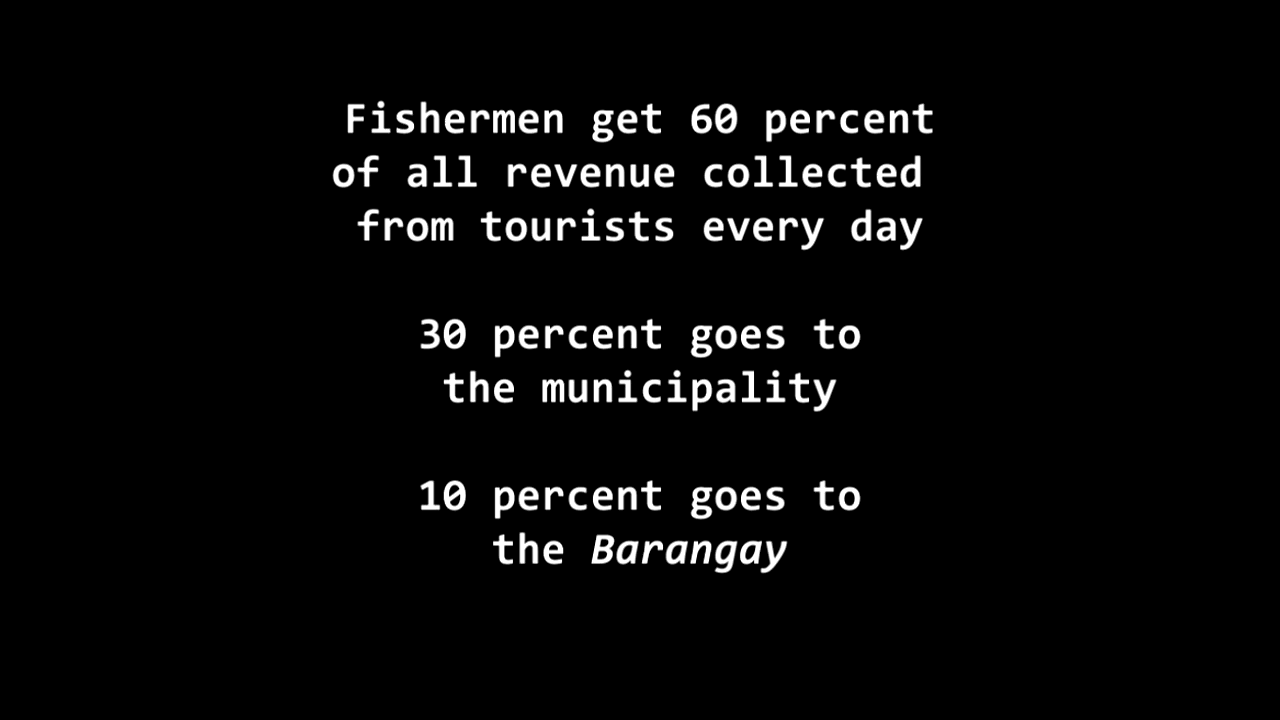 Fishermen get 60 percent
of all revenue collected
from tourists every day
30 percent goes to
the municipality
10 percent goes to
the Barangay